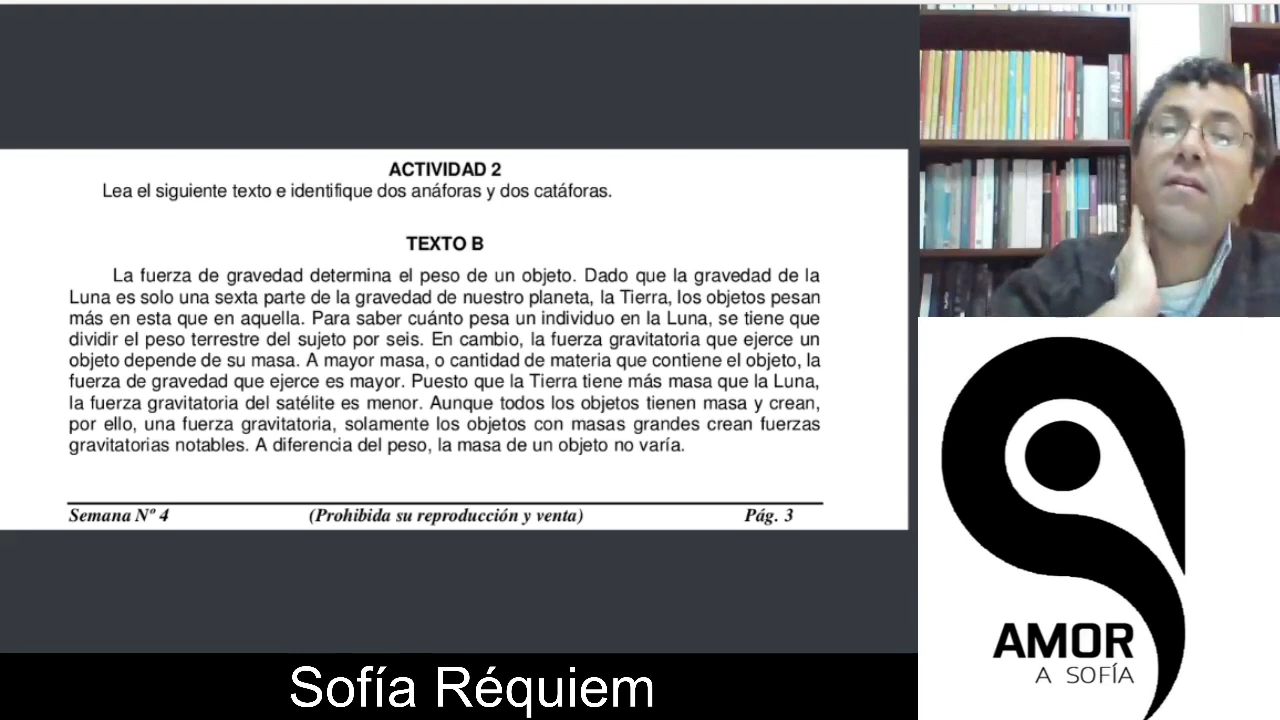 ACTIVIDAD 2
Lea el siguiente texto e identifique dos anáforas y dos catáforas.
TEXTO B
La fuerza de gravedad determina el peso de un objeto. Dado que la gravedad de la
Luna es solo una sexta parte de la gravedad de nuestro planeta, la Tierra, los objetos pesan
más en esta que en aquella. Para saber cuánto pesa un individuo en la Luna, se tiene que
dividir el peso terrestre del sujeto por seis. En cambio, la fuerza gravitatoria que ejerce un
objeto depende de su masa. A mayor masa, o cantidad de materia que contiene el objeto, la
fuerza de gravedad que ejerce es mayor. Puesto que la Tierra tiene más masa que la Luna,
la fuerza gravitatoria del satélite es menor. Aunque todos los objetos tienen masa y crean,
por ello, una fuerza gravitatoria, solamente los objetos con masas grandes crean fuerzas
gravitatorias notables. A diferencia del peso, la masa de un objeto no varía.
Semana Nº 4 (Prohibida su reproducción y venta) Pág. 3
AMOR
A SOFÍA
Sofía Réquiem